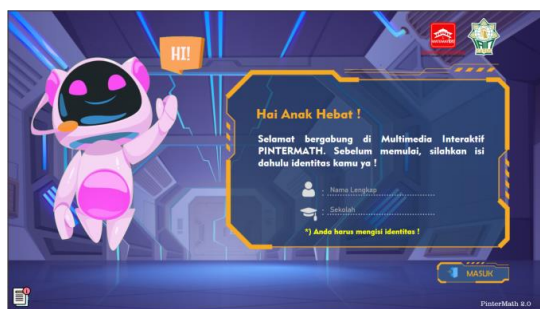 HI!
Hai Anak Hebat !
Selamat bergabung di Multimedia Interaktif
PINTERMATH. Sebelum memulai, silahkan isi
dahulu identitas kamu ya !
: Nama Lengkap
: Sekolah
*) Anda harus mengisi identitas !
MASUK
PinterMath 2.0